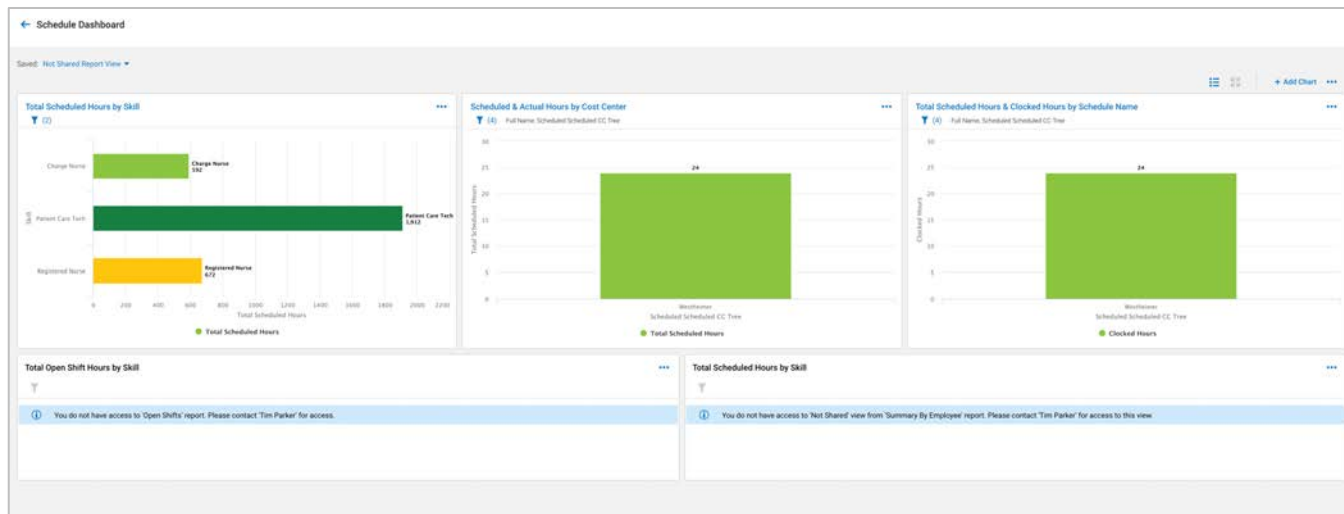 Schedule Dashboard
Saved: Not Shared Report View
+ Add Chart
Total Scheduled Hours by Skill
(2)
Skill
Charge Nurse
Charge Nurse
592
Patient Care Tech
Patient Care Tech
1,912
Registered Nurse
Registered Nurse
672
0 200 400 600 800 1000 1200 1400 1600 1800 2000 2200
Total Scheduled Hours
Total Scheduled Hours
Scheduled & Actual Hours by Cost Center
(4) Full Name: Scheduled Scheduled CC Tree
Total Scheduled Hours
30
25
20
15
10
5
0
24
Westheimer
Scheduled Scheduled CC Tree
Total Scheduled Hours
Total Scheduled Hours & Clocked Hours by Schedule Name
(4) Full Name: Scheduled Scheduled CC Tree
Clocked Hours
30
25
20
15
10
5
0
24
Westheimer
Scheduled Scheduled CC Tree
Clocked Hours
Total Open Shift Hours by Skill
You do not have access to 'Open Shifts' report. Please contact 'Tim Parker' for access.
Total Scheduled Hours by Skill
You do not have access to 'Not Shared' view from 'Summary By Employee' report. Please contact 'Tim Parker' for access to this view.